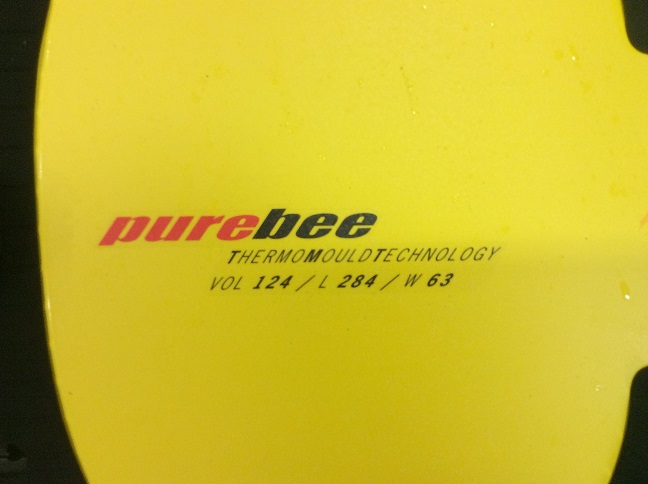 purebee
THERMOMOULDTECHNOLOGY
VOL 124 / L 284 / W 63